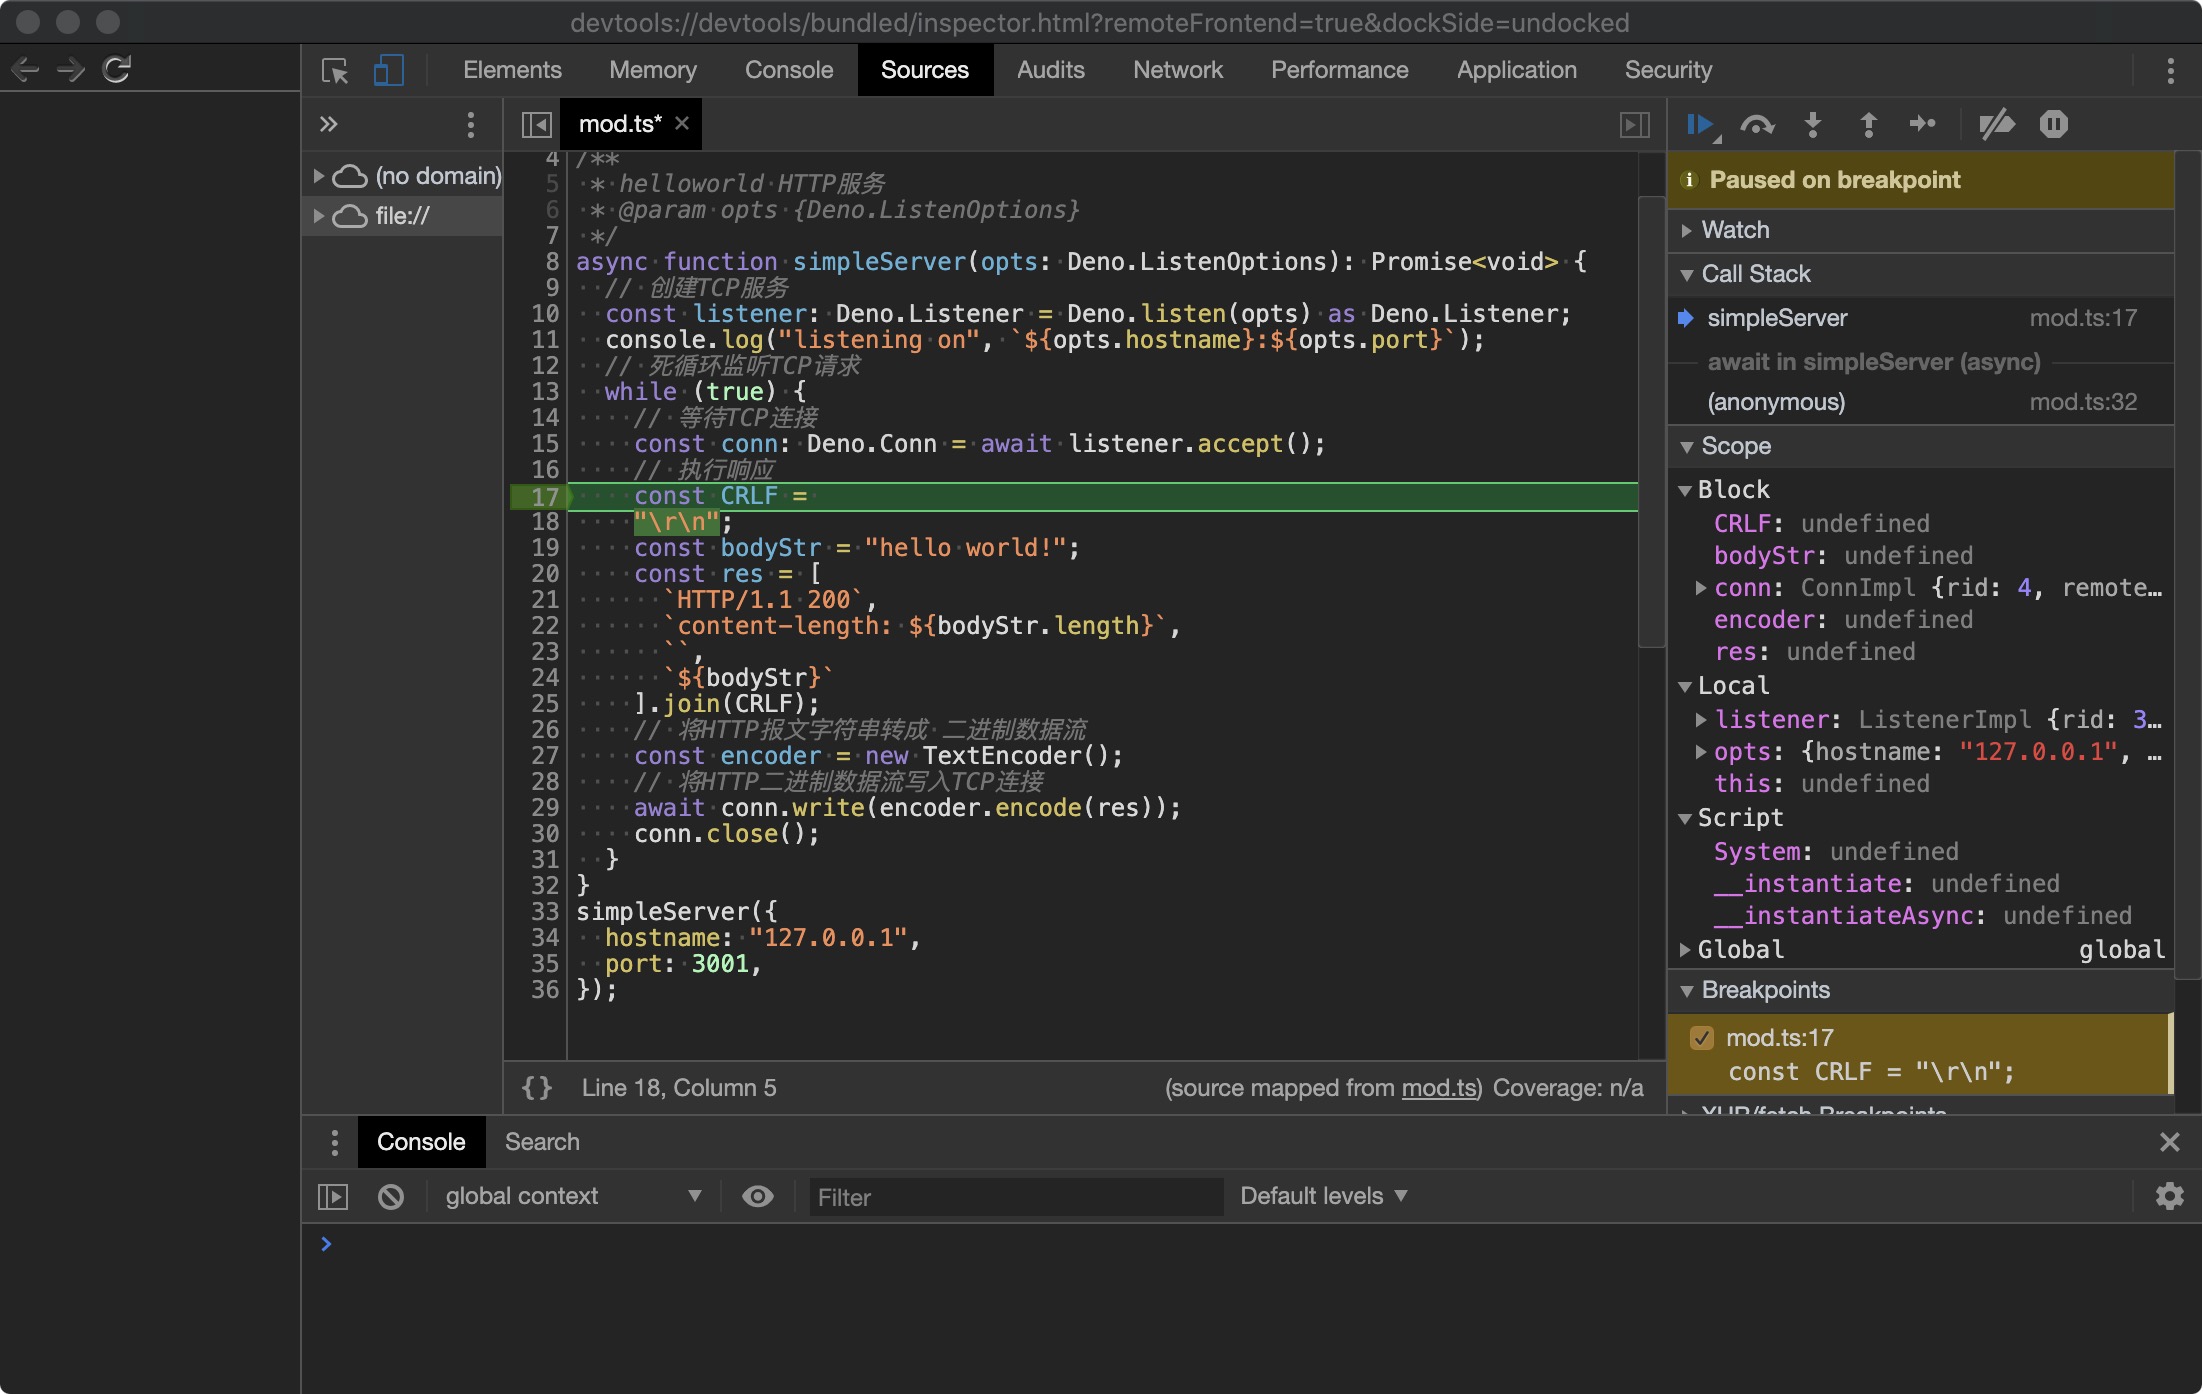 devtools://devtools/bundled/inspector.html?remoteFrontend=true&dockSide=undocked
Elements Memory Console Sources Audits Network Performance Application Security
mod.ts*
(no domain)
file://
4 /**
5 * helloworld HTTP服务
6 * @param opts {Deno.ListenOptions}
7 */
8 async function simpleServer(opts: Deno.ListenOptions): Promise<void> {
9 // 创建TCP服务
10 const listener: Deno.Listener = Deno.listen(opts) as Deno.Listener;
11 console.log("listening on", `${opts.hostname}:${opts.port}`);
12 // 死循环监听TCP请求
13 while (true) {
14 // 等待TCP连接
15 const conn: Deno.Conn = await listener.accept();
16 // 执行响应
17 const CRLF =
18 "\r\n";
19 const bodyStr = "hello world!";
20 const res = [
21 `HTTP/1.1 200`,
22 `content-length: ${bodyStr.length}`,
23 ``,
24 `${bodyStr}`
25 ].join(CRLF);
26 // 将HTTP报文字符串转成 二进制数据流
27 const encoder = new TextEncoder();
28 // 将HTTP二进制数据流写入TCP连接
29 await conn.write(encoder.encode(res));
30 conn.close();
31 }
32 }
33 simpleServer({
34 hostname: "127.0.0.1",
35 port: 3001,
36 });
{} Line 18, Column 5 (source mapped from mod.ts) Coverage: n/a
Paused on breakpoint
Watch
Call Stack
simpleServer mod.ts:17
await in simpleServer (async)
(anonymous) mod.ts:32
Scope
Block
CRLF: undefined
bodyStr: undefined
conn: ConnImpl {rid: 4, remote…
encoder: undefined
res: undefined
Local
listener: ListenerImpl {rid: 3…
opts: {hostname: "127.0.0.1", …
this: undefined
Script
System: undefined
__instantiate: undefined
__instantiateAsync: undefined
Global global
Breakpoints
mod.ts:17
const CRLF = "\r\n";
XHR/fetch Breakpoints
Console Search
global context Filter Default levels